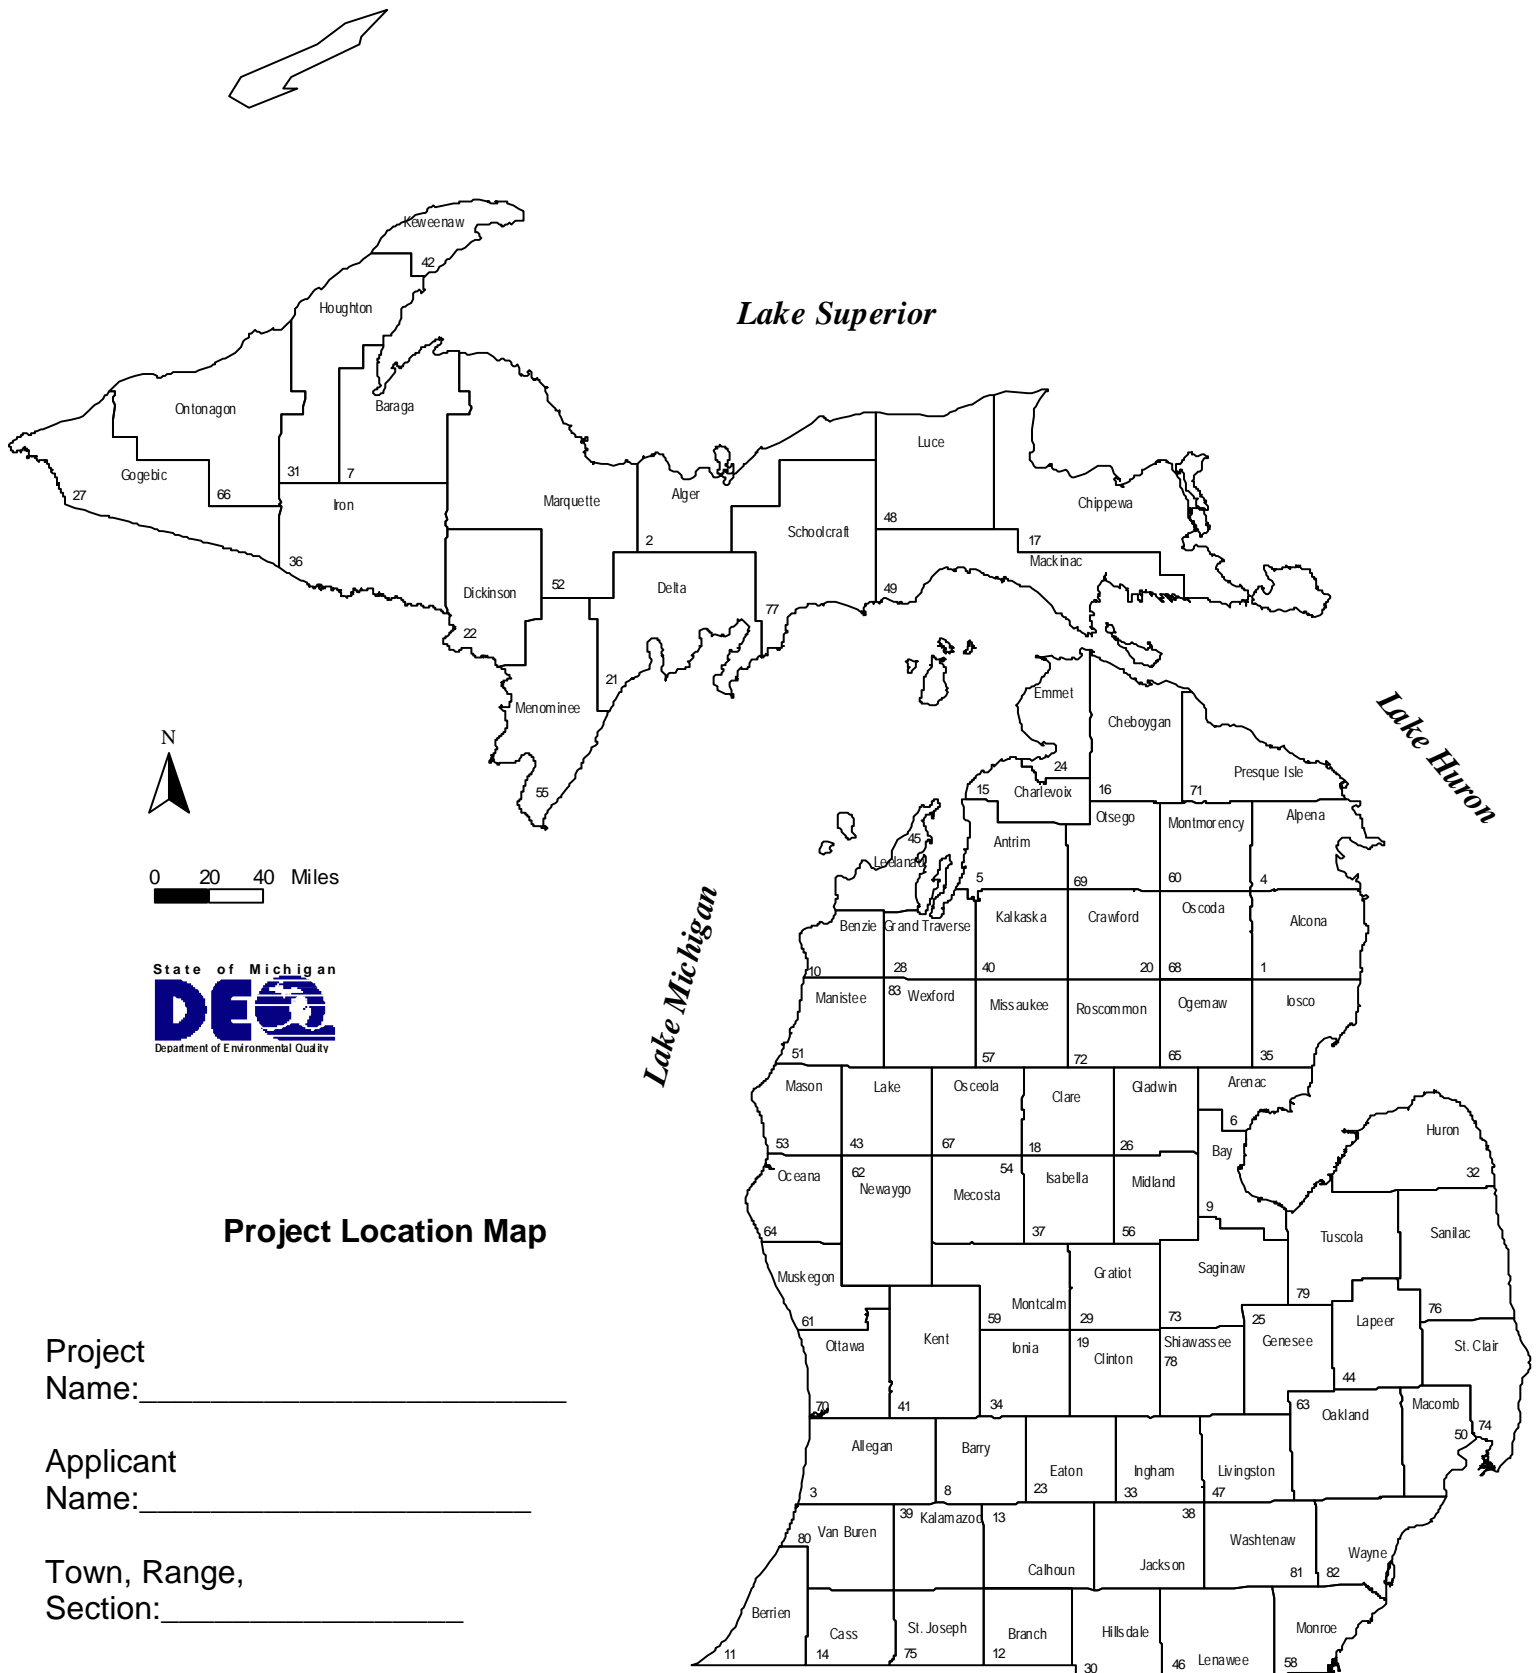 Keweenaw
42
Houghton
Lake Superior
Ontonagon
Baraga
Luce
Gogebic
31
7
27
66
Iron
Marquette
Alger
Chippewa
Schoolcraft
48
2
17
36
Mackinac
Dickinson
52
Delta
49
22
77
21
Emmet
Menominee
Cheboygan
Lake Huron
N
24
Presque Isle
55
15
Charlevoix
16
71
Otsego
Montmorency
Alpena
45
Antrim
Leelanau
0 20 40 Miles
5
69
60
4
Lake Michigan
Benzie
Grand Traverse
Kalkaska
Crawford
Oscoda
Alcona
10
28
40
20
68
1
State of Michigan
DEQ
Department of Environmental Quality
Manistee
83
Wexford
Missaukee
Roscommon
Ogemaw
Iosco
51
57
72
65
35
Mason
Lake
Osceola
Clare
Gladwin
Arenac
6
53
43
67
18
26
Bay
Huron
Oceana
62
Newaygo
54
Mecosta
Isabella
Midland
32
9
Project Location Map
64
37
56
Tuscola
Sanilac
Muskegon
Gratiot
Saginaw
79
61
Montcalm
59
29
73
25
76
Project
Name:________________________
Ottawa
Kent
Ionia
19
Clinton
Shiawassee
78
Genesee
Lapeer
St. Clair
44
70
41
34
63
Oakland
Macomb
50
74
Applicant
Name:______________________
Allegan
Barry
Eaton
Ingham
Livingston
3
8
23
33
47
80
Van Buren
39
Kalamazoo
13
Calhoun
38
Jackson
Washtenaw
81
82
Wayne
Town, Range,
Section:_________________
Berrien
Cass
St. Joseph
Branch
Hillsdale
Lenawee
Monroe
11
14
75
12
30
46
58